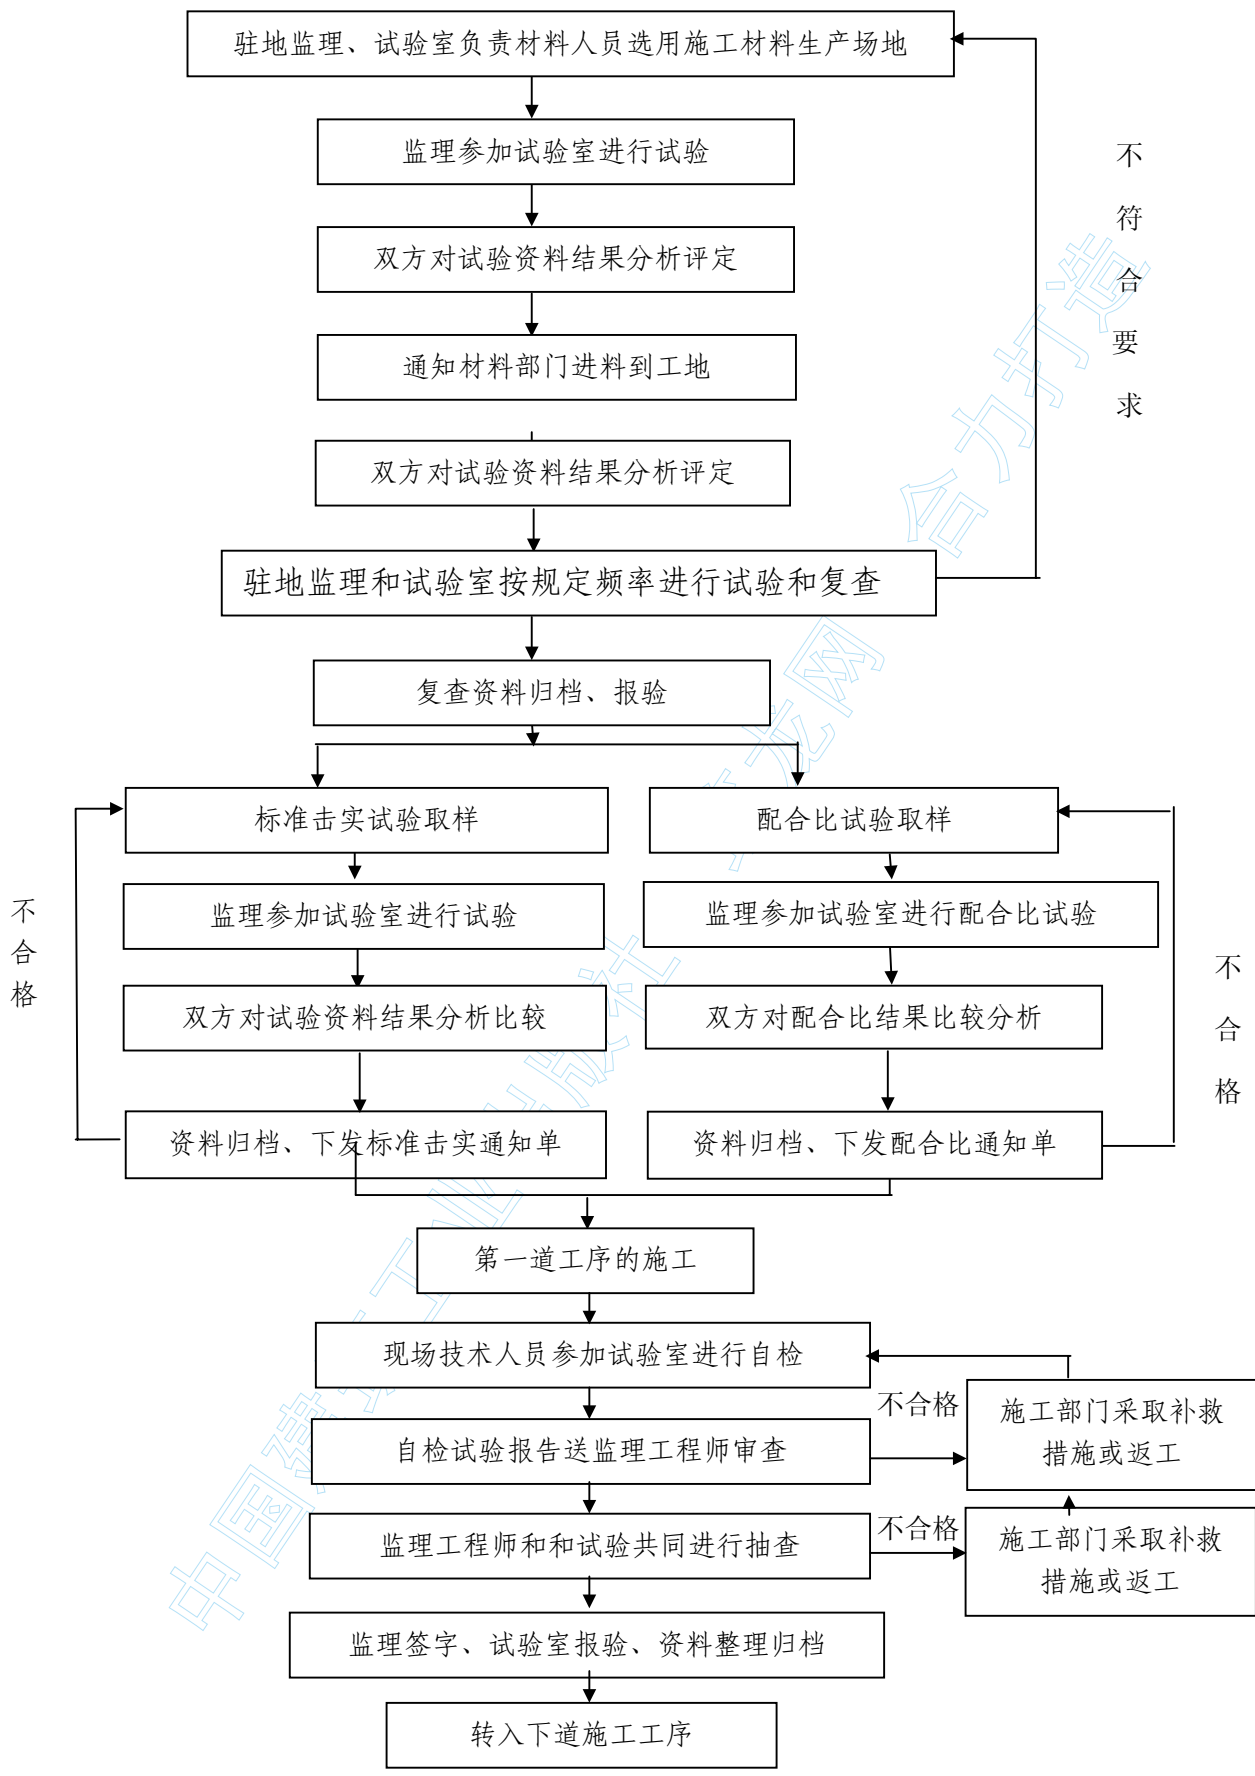 驻地监理、试验室负责材料人员选用施工材料生产场地
监理参加试验室进行试验
双方对试验资料结果分析评定
通知材料部门进料到工地
不符合要求
双方对试验资料结果分析评定
驻地监理和试验室按规定频率进行试验和复查
复查资料归档、报验
标准击实试验取样
配合比试验取样
监理参加试验室进行试验
监理参加试验室进行配合比试验
不合格
双方对试验资料结果分析比较
双方对配合比结果比较分析
不合格
资料归档、下发标准击实通知单
资料归档、下发配合比通知单
第一道工序的施工
现场技术人员参加试验室进行自检
不合格
施工部门采取补救
措施或返工
自检试验报告送监理工程师审查
监理工程师和和试验共同进行抽查
不合格
施工部门采取补救
措施或返工
监理签字、试验室报验、资料整理归档
转入下道施工工序